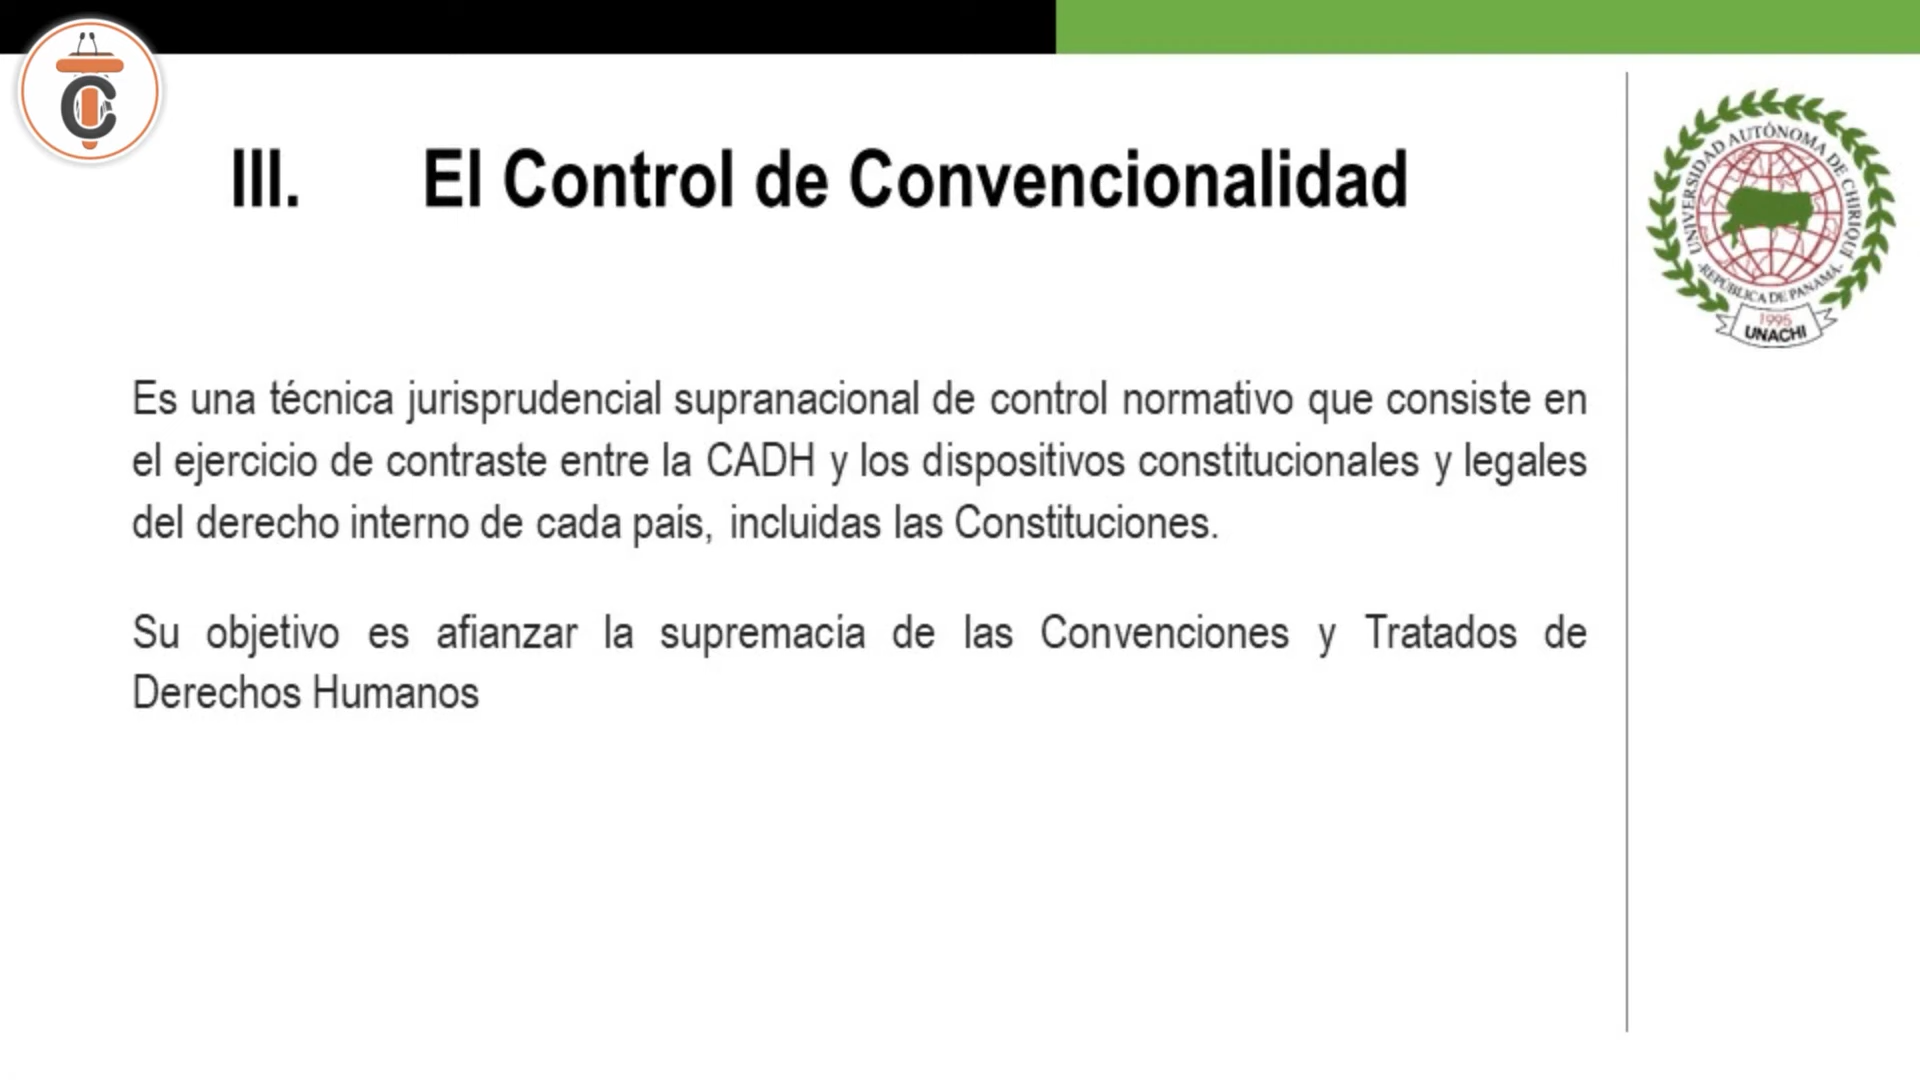 III. El Control de Convencionalidad
UNIVERSIDAD AUTÓNOMA DE CHIRIQUÍ
REPÚBLICA DE PANAMÁ
1995
UNACHI
Es una técnica jurisprudencial supranacional de control normativo que consiste en
el ejercicio de contraste entre la CADH y los dispositivos constitucionales y legales
del derecho interno de cada país, incluidas las Constituciones.
Su objetivo es afianzar la supremacía de las Convenciones y Tratados de
Derechos Humanos